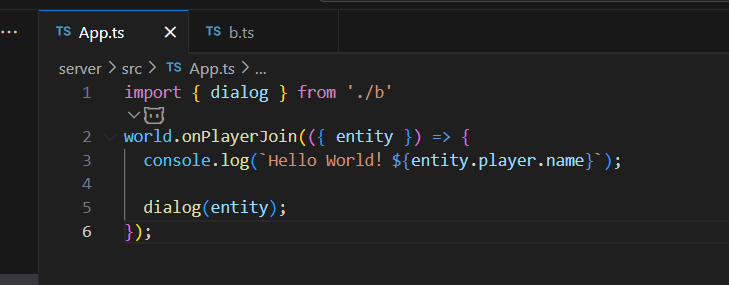 ...
TS App.ts × TS b.ts
server > src > TS App.ts > ...
1 import { dialog } from './b'
2 world.onPlayerJoin(({ entity }) => {
3 console.log(`Hello World! ${entity.player.name}`);
4
5 dialog(entity);
6 });